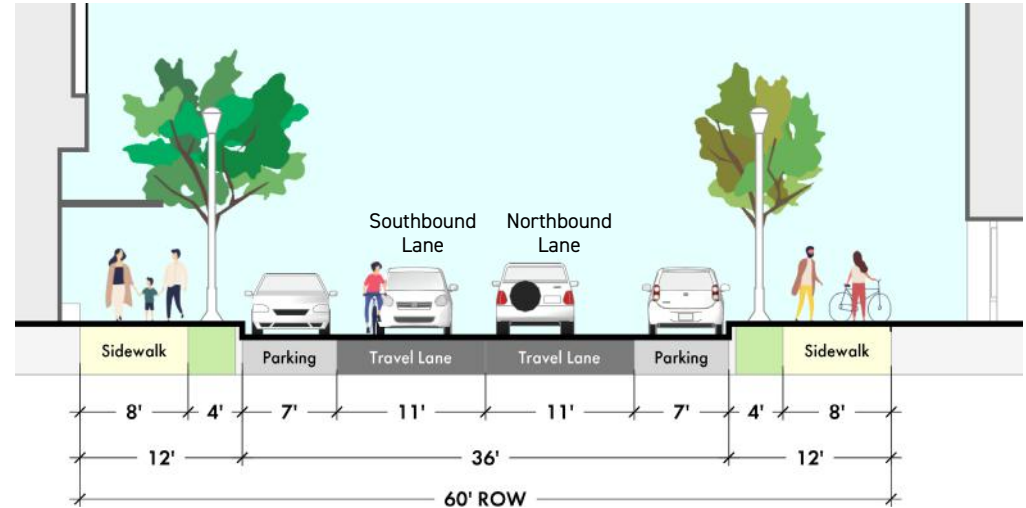 Southbound
Lane
Northbound
Lane
Sidewalk
Parking
Travel Lane
Travel Lane
Parking
Sidewalk
8' 4' 7' 11' 11' 7' 4' 8'
12' 36' 12'
60' ROW